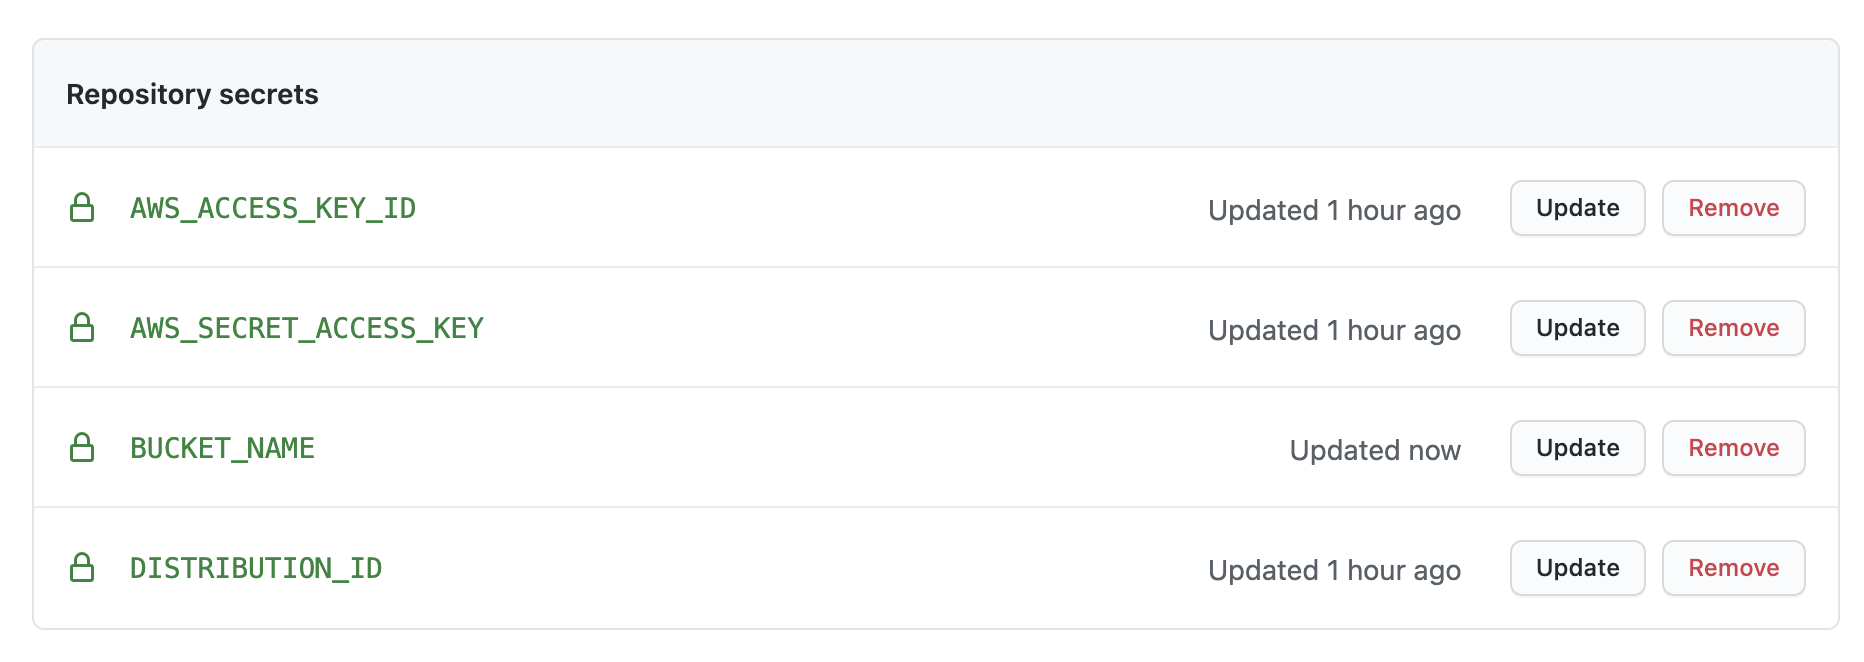 Repository secrets
AWS_ACCESS_KEY_ID Updated 1 hour ago Update Remove
AWS_SECRET_ACCESS_KEY Updated 1 hour ago Update Remove
BUCKET_NAME Updated now Update Remove
DISTRIBUTION_ID Updated 1 hour ago Update Remove